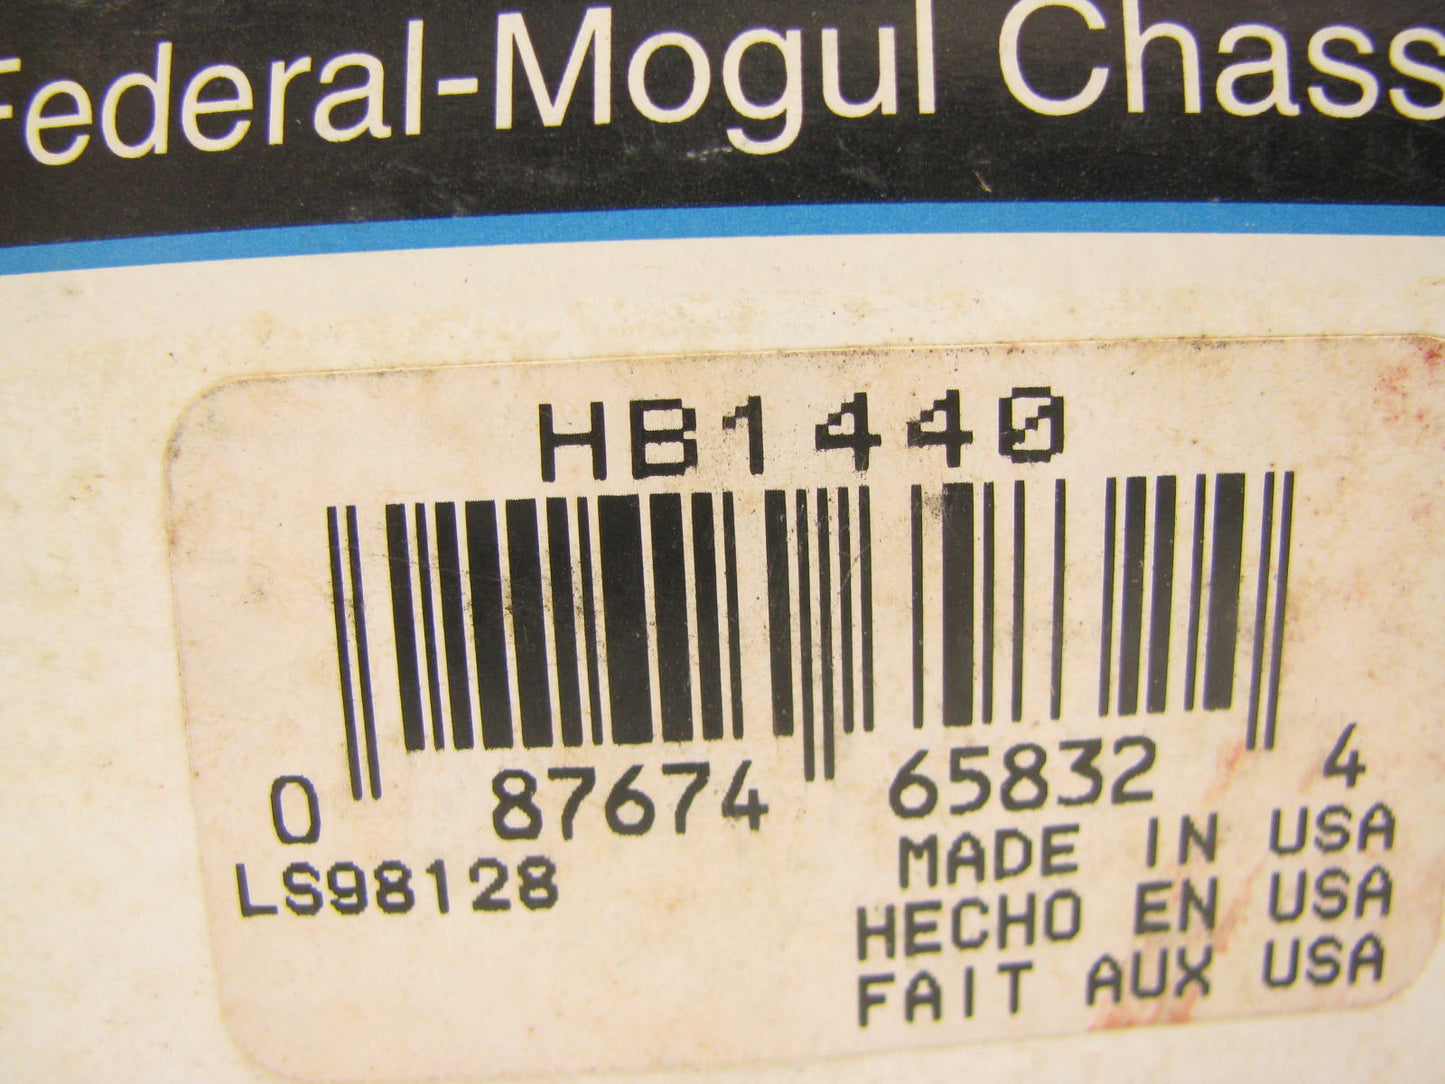 Federal-Mogul Chass
HB1440
0 87674 65832 4
LS98128
MADE IN USA
HECHO EN USA
FAIT AUX USA